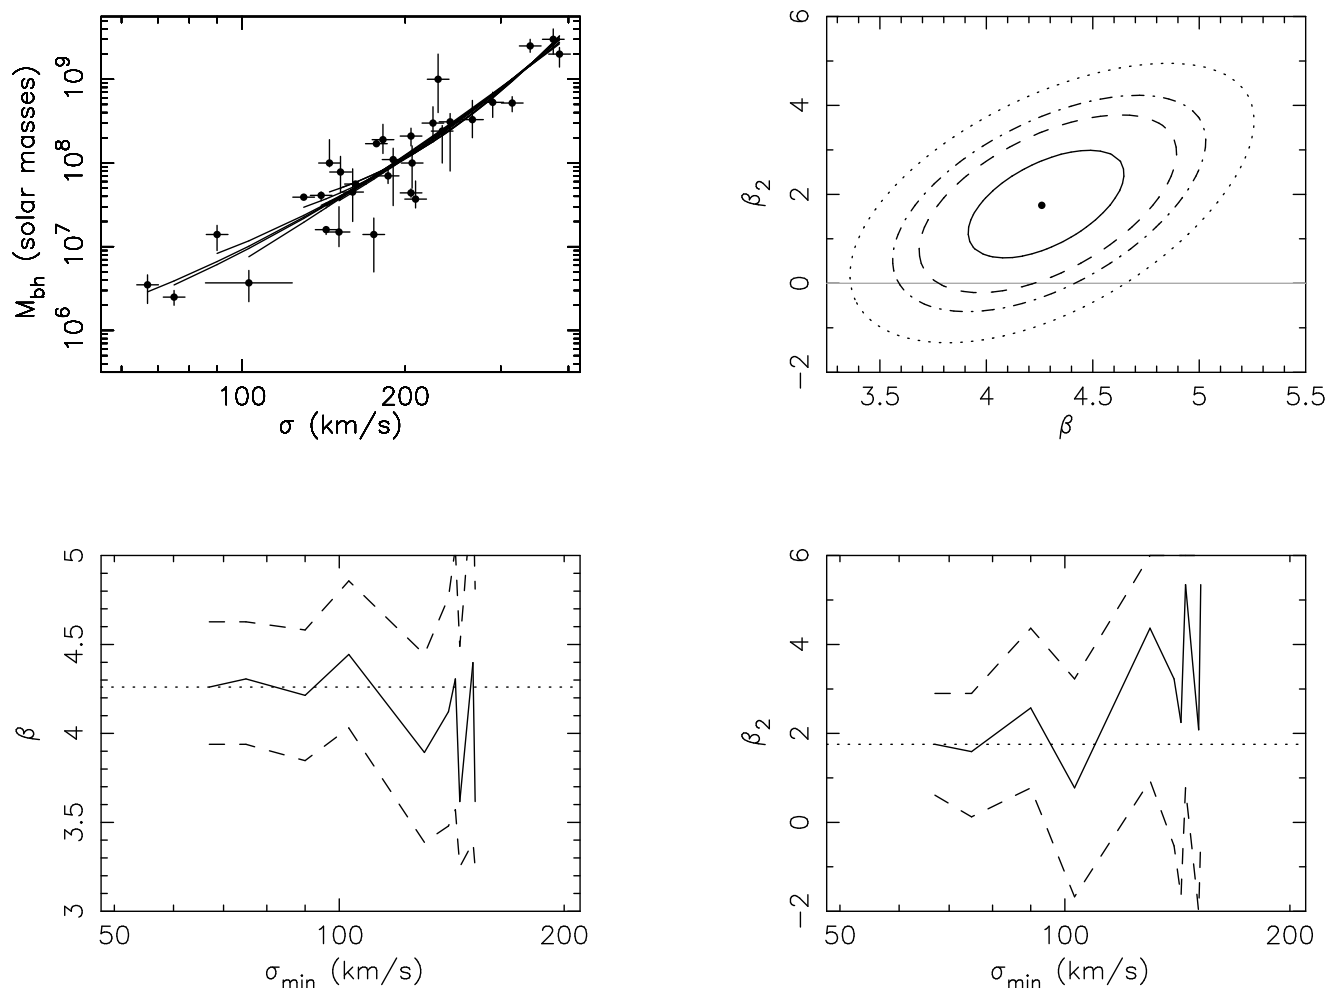 M_bh (solar masses)
10^9
10^8
10^7
10^6
100 200
σ (km/s)
β_2
6
4
2
0
−2
3.5 4 4.5 5 5.5
β
β
5
4.5
4
3.5
3
50 100 200
σ_min (km/s)
β_2
6
4
2
0
−2
50 100 200
σ_min (km/s)